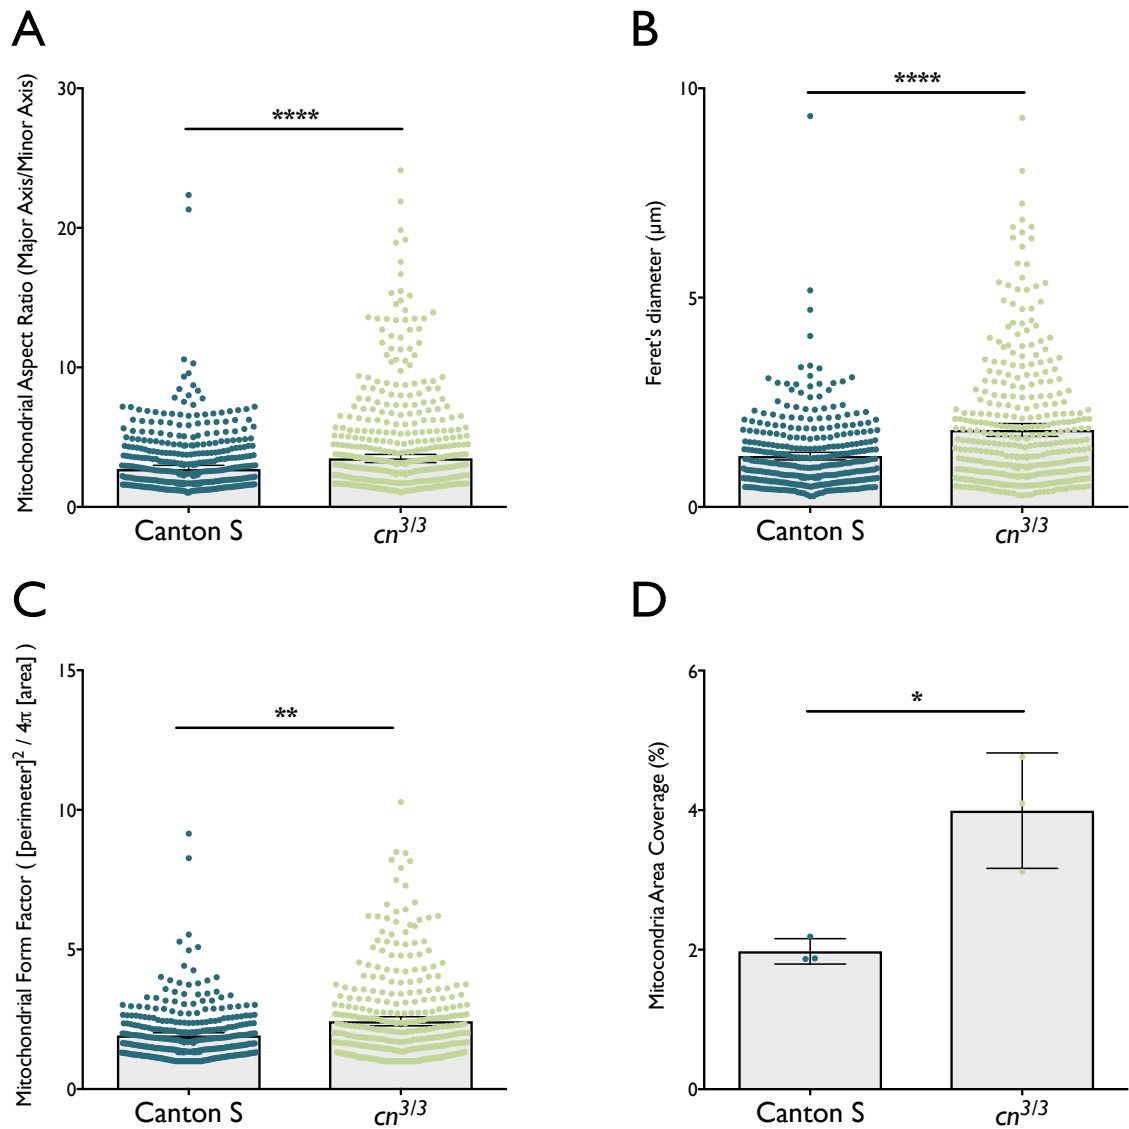 A
Mitochondrial Aspect Ratio (Major Axis/Minor Axis)
30
20
10
0
****
Canton S
cn3/3
B
Feret's diameter (µm)
10
5
0
****
Canton S
cn3/3
C
Mitochondrial Form Factor ( [perimeter]2 / 4π [area] )
15
10
5
0
**
Canton S
cn3/3
D
Mitocondria Area Coverage (%)
6
4
2
0
*
Canton S
cn3/3